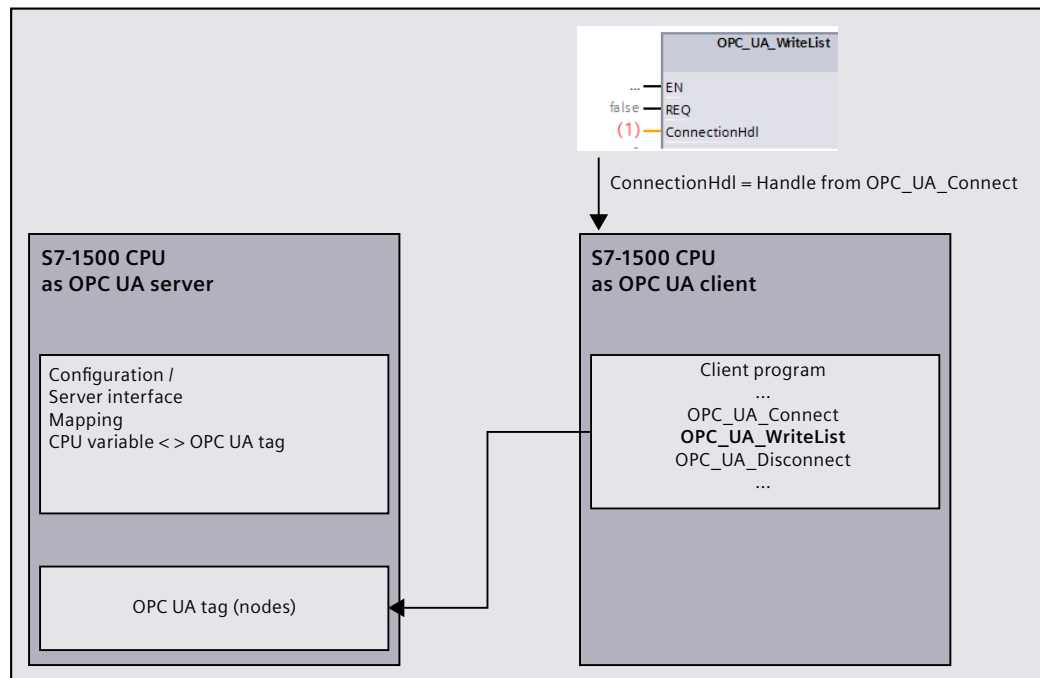 OPC_UA_WriteList
... EN
false REQ
(1) ConnectionHdl
ConnectionHdl = Handle from OPC_UA_Connect
S7-1500 CPU
as OPC UA server
Configuration /
Server interface
Mapping
CPU variable < > OPC UA tag
OPC UA tag (nodes)
S7-1500 CPU
as OPC UA client
Client program
...
OPC_UA_Connect
OPC_UA_WriteList
OPC_UA_Disconnect
...